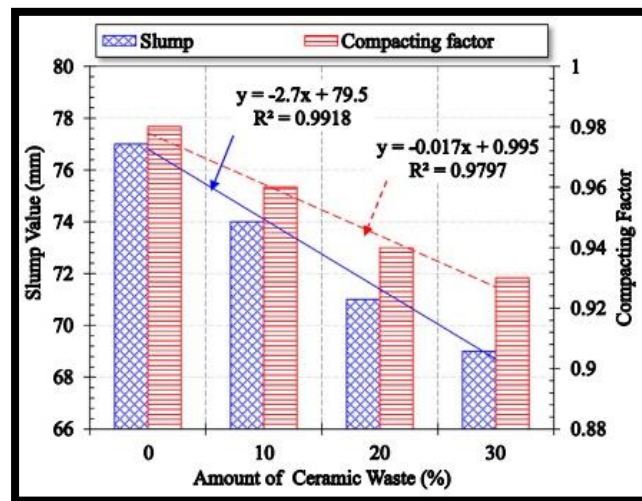 Slump Compacting factor
80 1
78 0.98
76 0.96
74 0.94
72 0.92
70 0.9
68 0.88
66
y = -2.7x + 79.5
R² = 0.9918
y = -0.017x + 0.995
R² = 0.9797
Slump Value (mm)
Compacting Factor
0 10 20 30
Amount of Ceramic Waste (%)